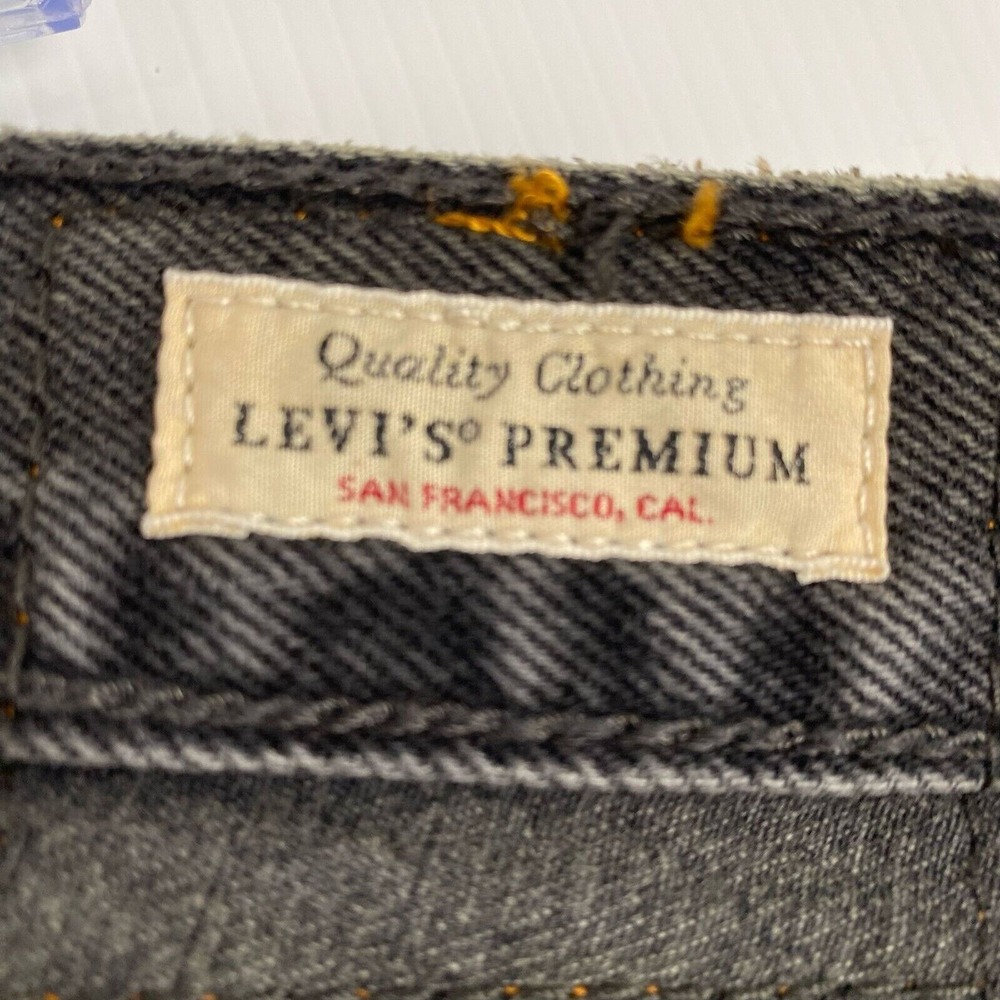 Quality Clothing
LEVI'S® PREMIUM
SAN FRANCISCO, CAL.